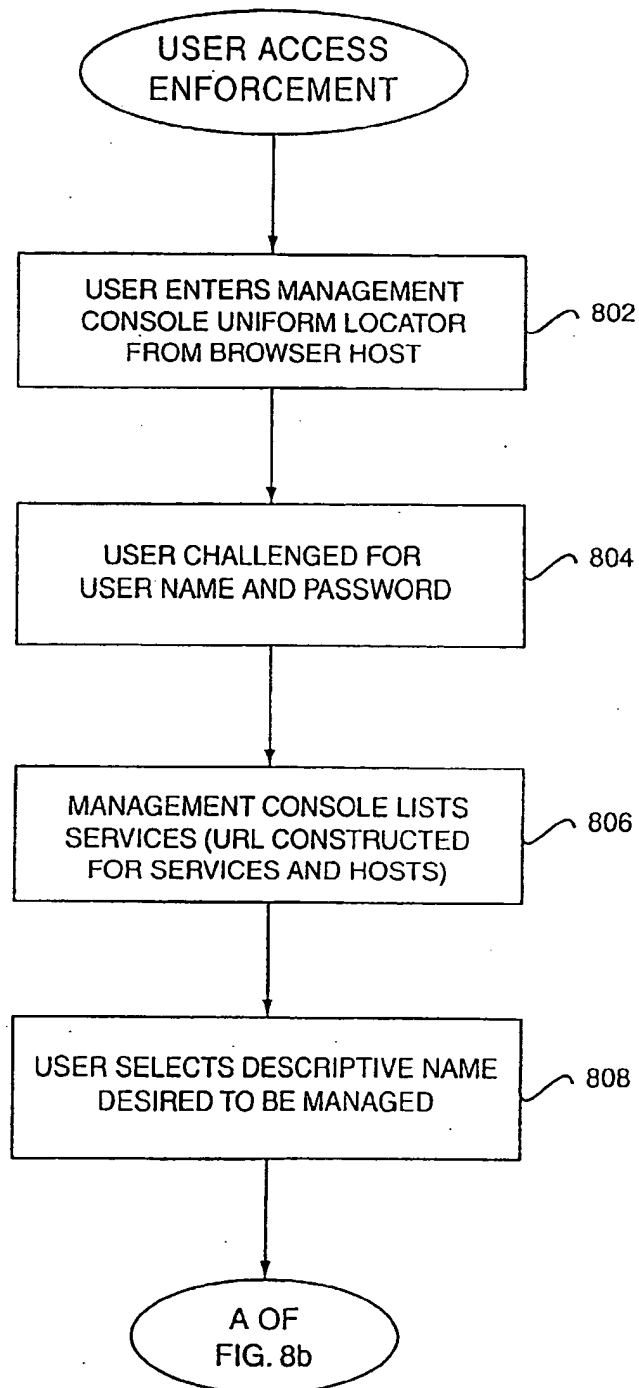 USER ACCESS
ENFORCEMENT
USER ENTERS MANAGEMENT
CONSOLE UNIFORM LOCATOR
FROM BROWSER HOST
802
USER CHALLENGED FOR
USER NAME AND PASSWORD
804
MANAGEMENT CONSOLE LISTS
SERVICES (URL CONSTRUCTED
FOR SERVICES AND HOSTS)
806
USER SELECTS DESCRIPTIVE NAME
DESIRED TO BE MANAGED
808
A OF
FIG. 8b